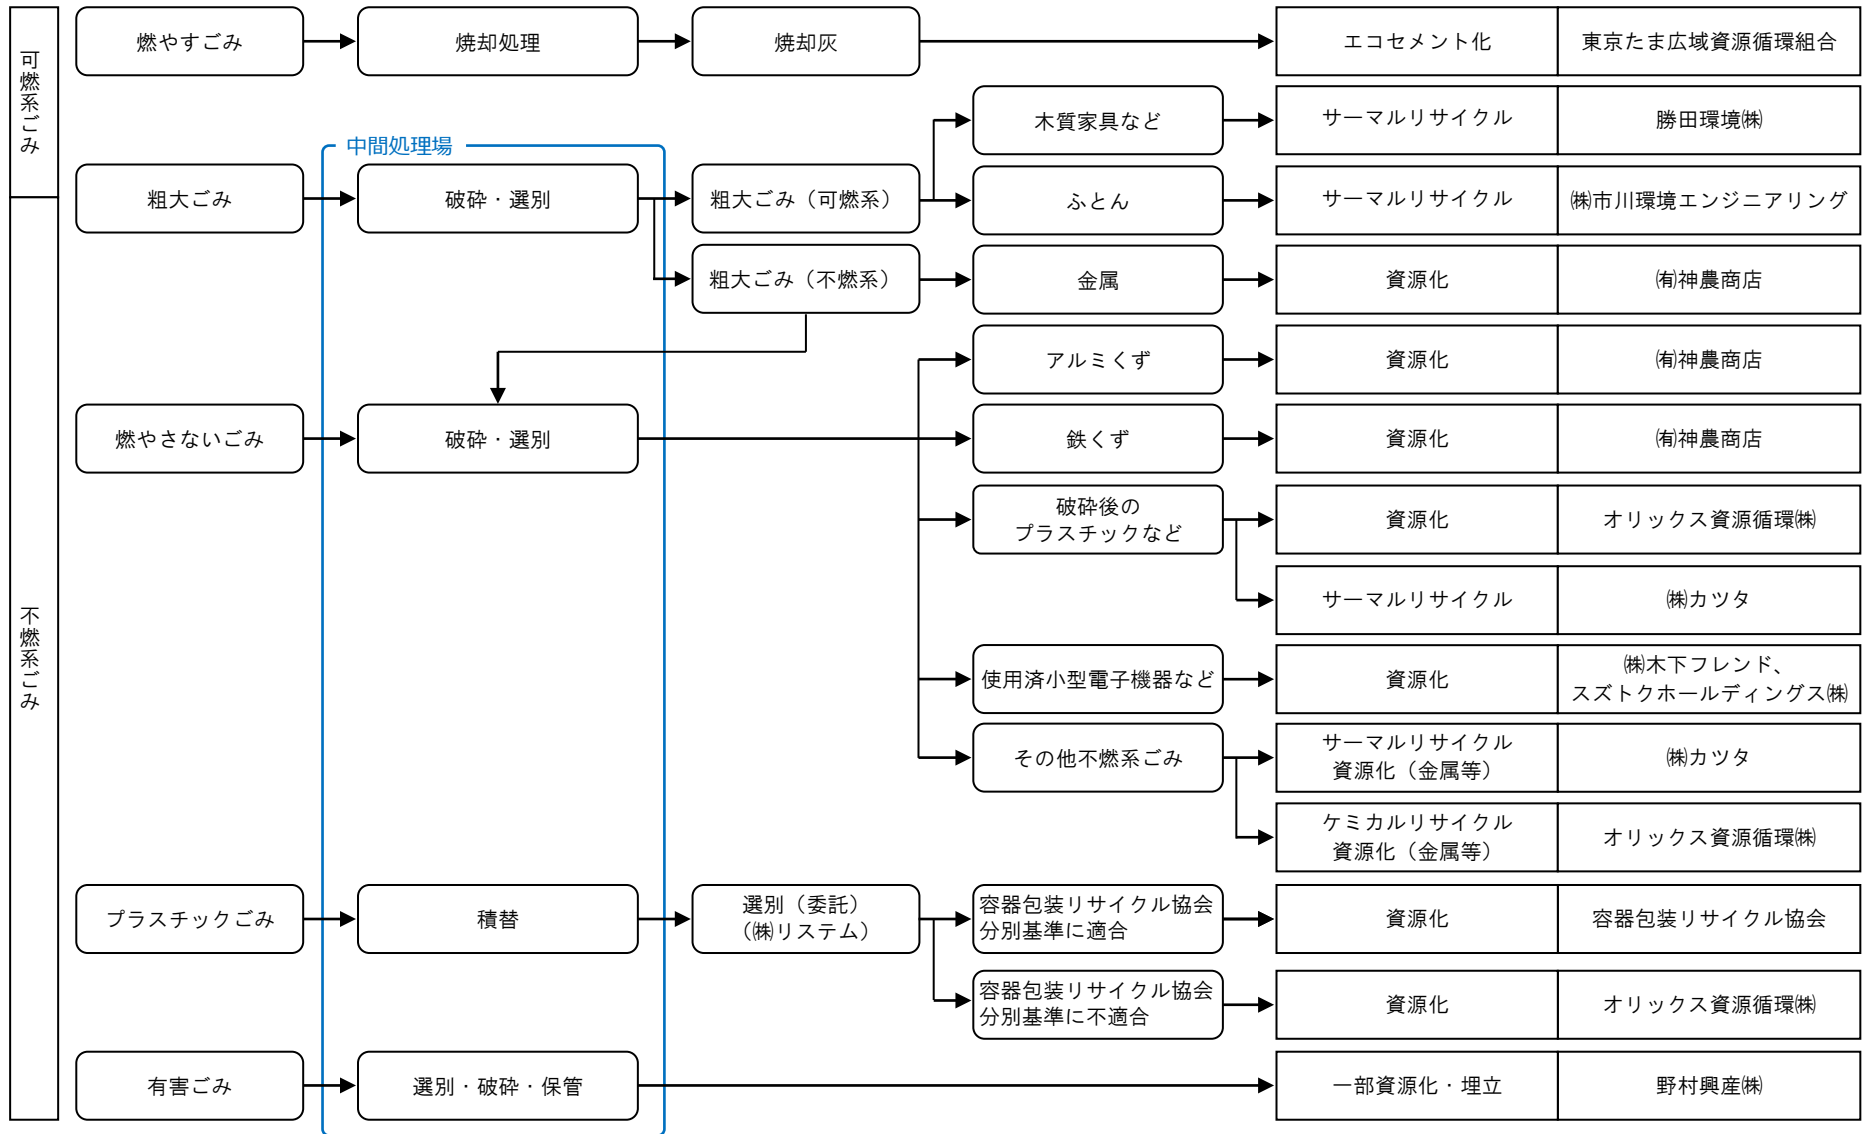 可燃系ごみ
燃やすごみ
焼却処理
焼却灰
エコセメント化
東京たま広域資源循環組合
木質家具など
サーマルリサイクル
勝田環境㈱
中間処理場
粗大ごみ
破砕・選別
粗大ごみ（可燃系）
ふとん
サーマルリサイクル
㈱市川環境エンジニアリング
粗大ごみ（不燃系）
金属
資源化
㈲神農商店
アルミくず
資源化
㈲神農商店
不燃系ごみ
燃やさないごみ
破砕・選別
鉄くず
資源化
㈲神農商店
破砕後の
プラスチックなど
資源化
オリックス資源循環㈱
サーマルリサイクル
㈱カツタ
使用済小型電子機器など
資源化
㈱木下フレンド、
スズトクホールディングス㈱
その他不燃系ごみ
サーマルリサイクル
資源化（金属等）
㈱カツタ
ケミカルリサイクル
資源化（金属等）
オリックス資源循環㈱
プラスチックごみ
積替
選別（委託）
（㈱リステム）
容器包装リサイクル協会
分別基準に適合
資源化
容器包装リサイクル協会
容器包装リサイクル協会
分別基準に不適合
資源化
オリックス資源循環㈱
有害ごみ
選別・破砕・保管
一部資源化・埋立
野村興産㈱